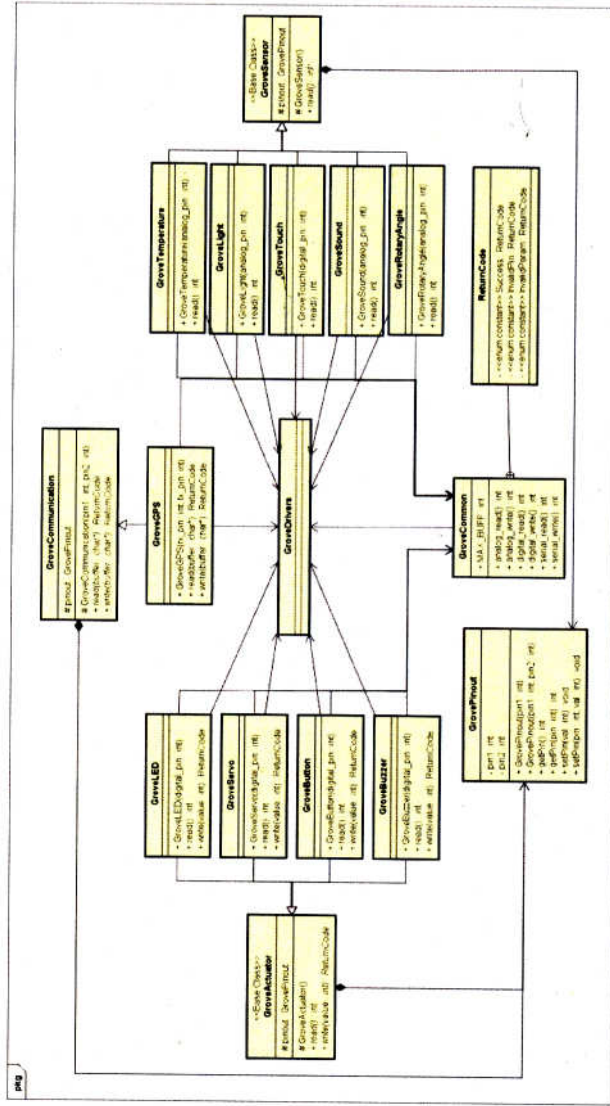 pkg
GroveCommunication
# pinout : GrovePinout
# GroveCommunication(pin1 : int, pin2 : int)
+ read(buffer : char*) : ReturnCode
+ write(buffer : char*) : ReturnCode
<<Base Class>>
GroveActuator
# pinout : GrovePinout
# GroveActuator()
+ read() : int
+ write(value : int) : ReturnCode
GroveLED
+ GroveLED(digital_pin : int)
+ read() : int
+ write(value : int) : ReturnCode
GroveServo
+ GroveServo(digital_pin : int)
+ read() : int
+ write(value : int) : ReturnCode
GroveButton
+ GroveButton(digital_pin : int)
+ read() : int
+ write(value : int) : ReturnCode
GroveBuzzer
+ GroveBuzzer(digital_pin : int)
+ read() : int
+ write(value : int) : ReturnCode
GroveGPS
+ GroveGPS(rx_pin : int, tx_pin : int)
+ read(buffer : char*) : ReturnCode
+ write(buffer : char*) : ReturnCode
GroveDrivers
GroveTemperature
+ GroveTemperature(analog_pin : int)
+ read() : int
GroveLight
+ GroveLight(analog_pin : int)
+ read() : int
GroveTouch
+ GroveTouch(digital_pin : int)
+ read() : int
GroveSound
+ GroveSound(analog_pin : int)
+ read() : int
GroveRotaryAngle
+ GroveRotaryAngle(analog_pin : int)
+ read() : int
<<Base Class>>
GroveSensor
# pinout : GrovePinout
# GroveSensor()
+ read() : int
GrovePinout
- pin1 : int
- pin2 : int
+ GrovePinout(pin1 : int)
+ GrovePinout(pin1 : int, pin2 : int)
+ getPin() : int
+ getPin(pin : int) : int
+ setPin(val : int) : void
+ setPin(pin : int, val : int) : void
GroveCommon
+ MAX_BUFF : int
+ analog_read() : int
+ analog_write() : int
+ digital_read() : int
+ digital_write() : int
+ serial_read() : int
+ serial_write() : int
ReturnCode
- <<enum constant>> Success : ReturnCode
- <<enum constant>> InvalidPin : ReturnCode
- <<enum constant>> InvalidParam : ReturnCode